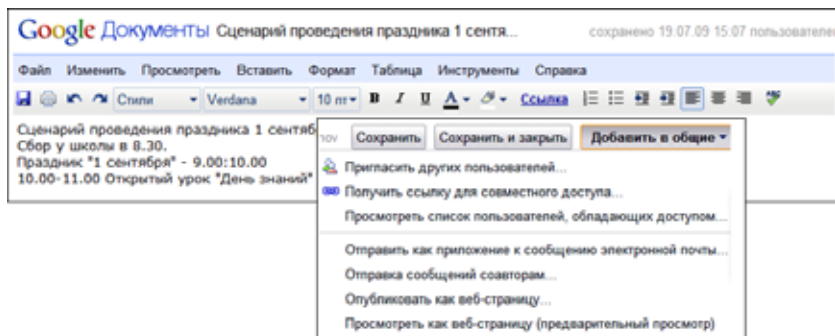 Google Документы Сценарий проведения праздника 1 сентя... сохранено 19.07.09 15:07 пользователе
Файл Изменить Просмотреть Вставить Формат Таблица Инструменты Справка
Стили Verdana 10 пт B I U A Ссылка
Сценарий проведения праздника 1 сентяб
Сбор у школы в 8.30.
Праздник "1 сентября" - 9.00:10.00
10.00-11.00 Открытый урок "День знаний"
nov Сохранить Сохранить и закрыть Добавить в общие
Пригласить других пользователей...
Получить ссылку для совместного доступа...
Просмотреть список пользователей, обладающих доступом...
Отправить как приложение к сообщению электронной почты...
Отправка сообщений соавторам...
Опубликовать как веб-страницу...
Просмотреть как веб-страницу (предварительный просмотр)